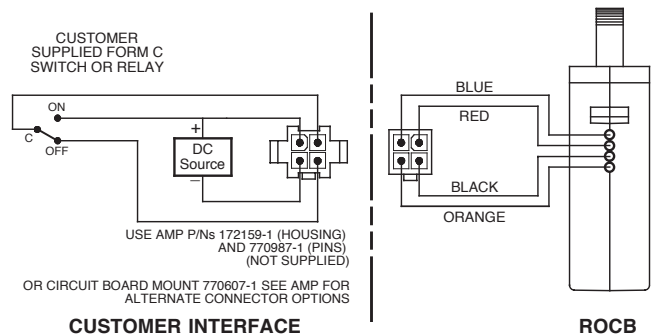 CUSTOMER
SUPPLIED FORM C
SWITCH OR RELAY
ON
C
OFF
+
DC
Source
–
USE AMP P/Ns 172159-1 (HOUSING)
AND 770987-1 (PINS)
(NOT SUPPLIED)
OR CIRCUIT BOARD MOUNT 770607-1 SEE AMP FOR
ALTERNATE CONNECTOR OPTIONS
CUSTOMER INTERFACE
BLUE
RED
BLACK
ORANGE
ROCB